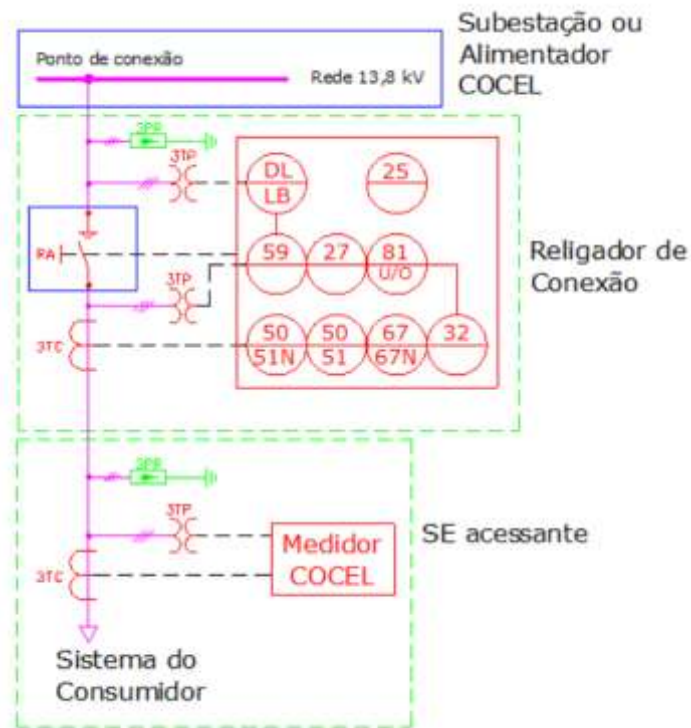 Subestação ou
Alimentador
COCEL
Ponto de conexão
Rede 13,8 kV
3PR
3TP
DL
LB
25
RA
59
27
81
U/O
3TP
Religador de
Conexão
3TC
50
51N
50
51
67
67N
32
3PR
3TP
SE acessante
Medidor
COCEL
3TC
Sistema do
Consumidor